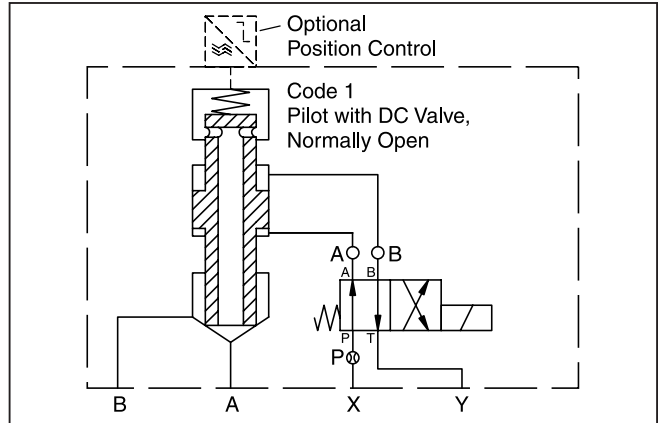 Optional
Position Control
Code 1
Pilot with DC Valve,
Normally Open
A B
A B
P T
P
B A X Y